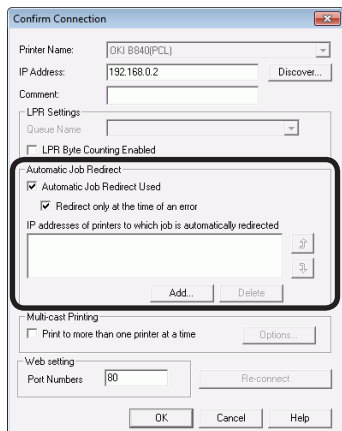 Confirm Connection
Printer Name: OKI B840(PCL)
IP Address: 192.168.0.2 Discover...
Comment:
LPR Settings
Queue Name
LPR Byte Counting Enabled
Automatic Job Redirect
Automatic Job Redirect Used
Redirect only at the time of an error
IP addresses of printers to which job is automatically redirected
Add... Delete
Multi-cast Printing
Print to more than one printer at a time Options...
Web setting
Port Numbers 80 Re-connect
OK Cancel Help